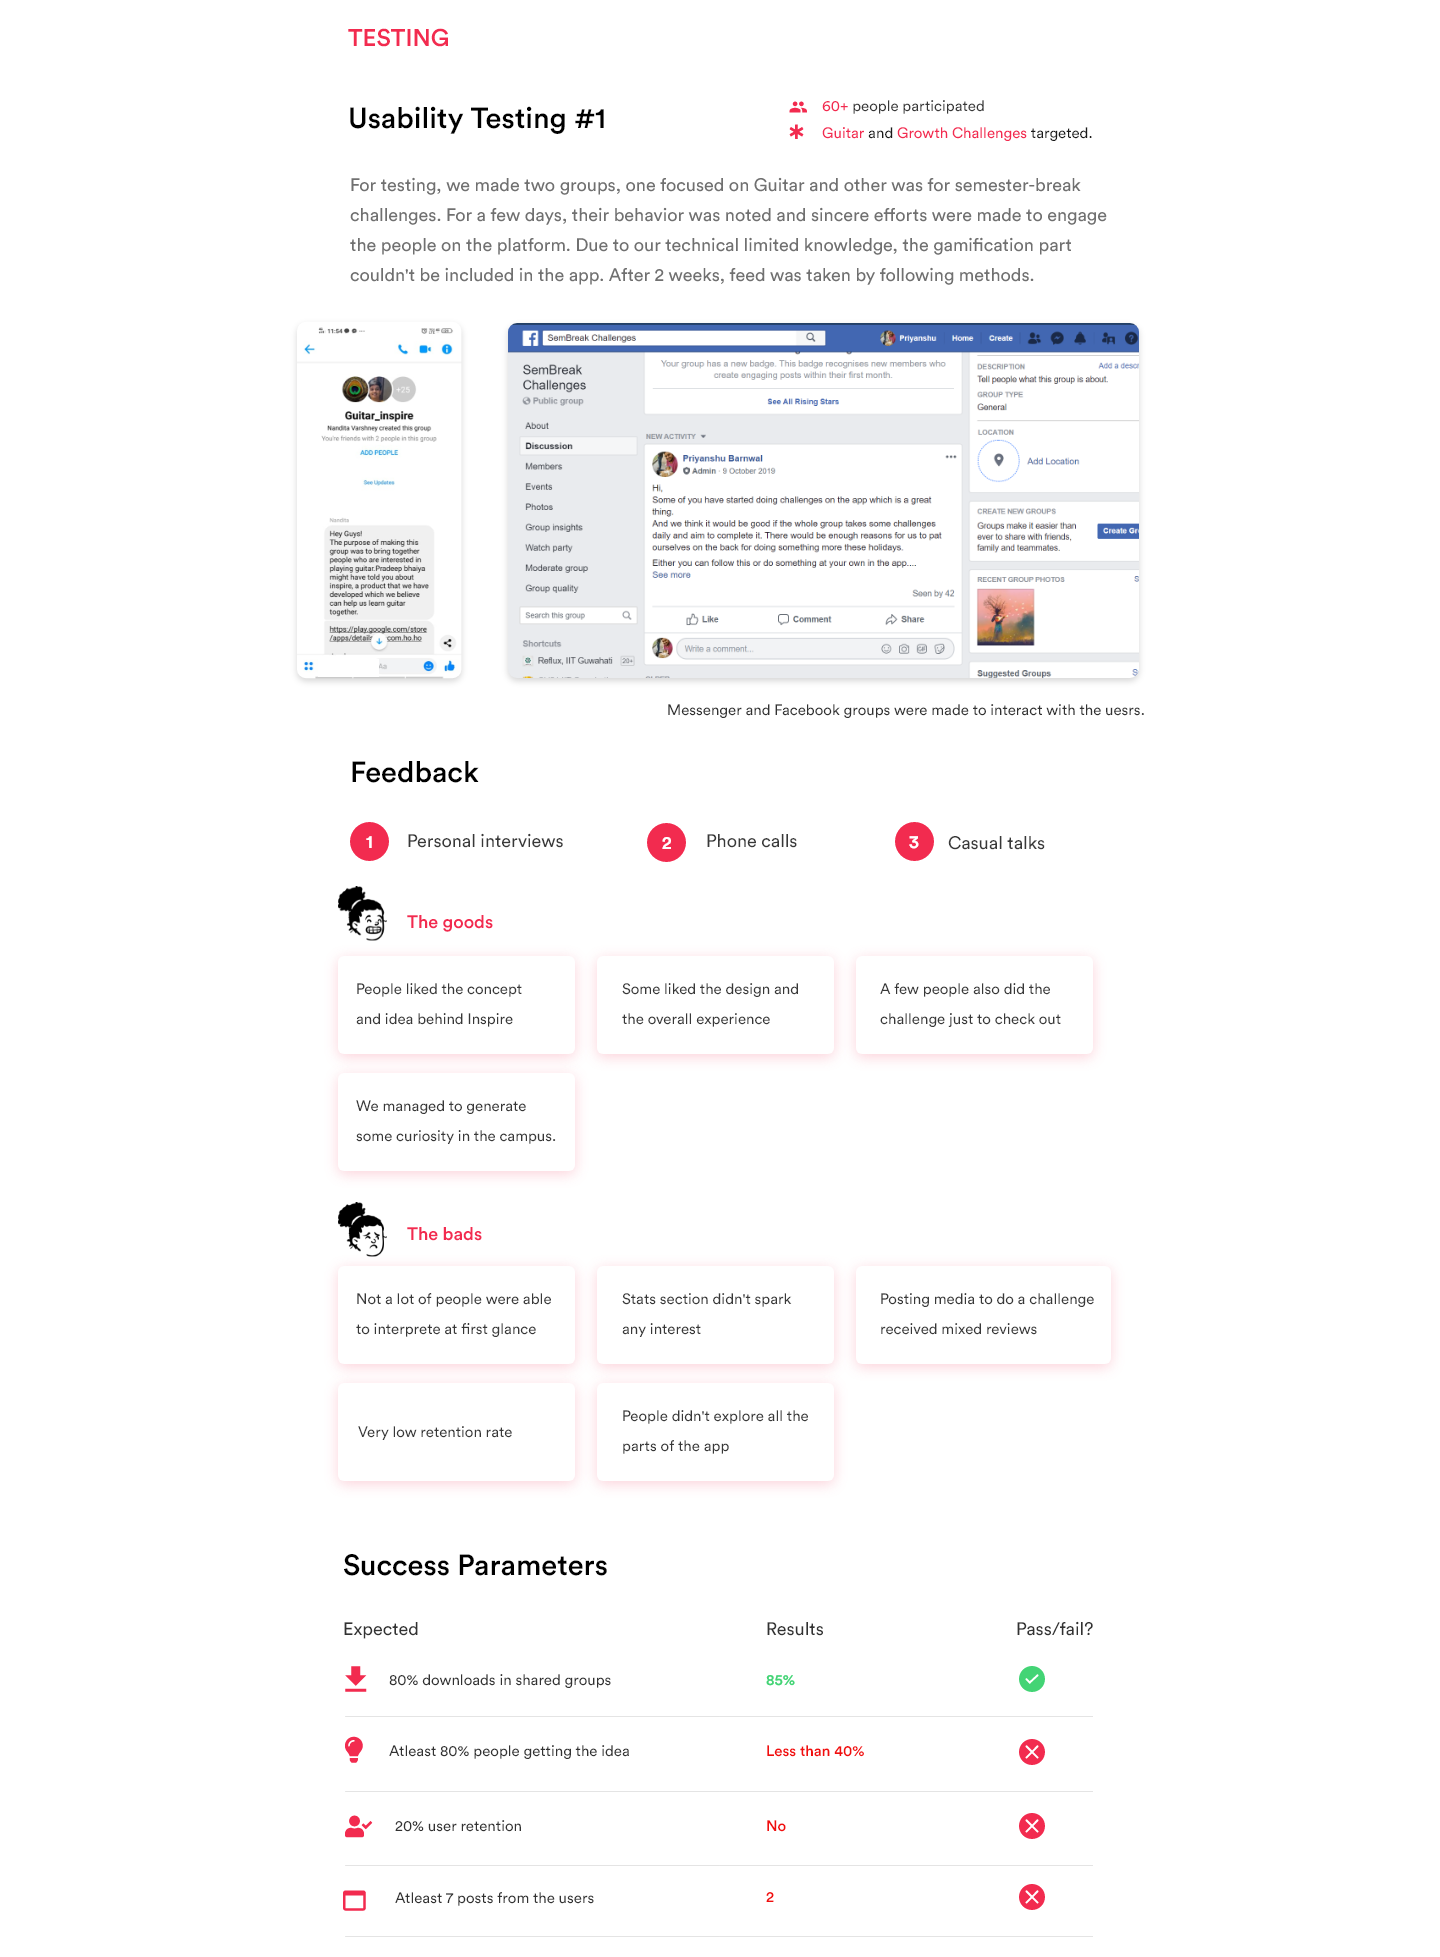 TESTING
Usability Testing #1
60+ people participated
Guitar and Growth Challenges targeted.
For testing, we made two groups, one focused on Guitar and other was for semester-break
challenges. For a few days, their behavior was noted and sincere efforts were made to engage
the people on the platform. Due to our technical limited knowledge, the gamification part
couldn't be included in the app. After 2 weeks, feed was taken by following methods.
11:54
+25
Guitar_inspire
Nandita Varshney created this group
You're friends with 2 people in this group
ADD PEOPLE
See Updates
Nandita
Hey Guys!
The purpose of making this
group was to bring together
people who are interested in
playing guitar.Pradeep bhaiya
might have told you about
inspire, a product that we have
developed which we believe
can help us learn guitar
together.
https://play.google.com/store
/apps/detail com.ho.ho
Aa
SemBreak Challenges
Priyanshu
Home
Create
SemBreak
Challenges
Public group
About
Discussion
Members
Events
Photos
Group insights
Watch party
Moderate group
Group quality
Search this group
Shortcuts
Reflux, IIT Guwahati 20+
Your group has a new badge. This badge recognises new members who
create engaging posts within their first month.
See All Rising Stars
NEW ACTIVITY
Priyanshu Barnwal
Admin · 9 October 2019
Hi,
Some of you have started doing challenges on the app which is a great
thing.
And we think it would be good if the whole group takes some challenges
daily and aim to complete it. There would be enough reasons for us to pat
ourselves on the back for doing something more these holidays.
Either you can follow this or do something at your own in the app....
See more
Seen by 42
Like
Comment
Share
Write a comment...
GIF
DESCRIPTION
Add a descr
Tell people what this group is about.
GROUP TYPE
General
LOCATION
Add Location
CREATE NEW GROUPS
Groups make it easier than
ever to share with friends,
family and teammates.
Create Gr
RECENT GROUP PHOTOS
S
Suggested Groups
S
Messenger and Facebook groups were made to interact with the uesrs.
Feedback
1 Personal interviews
2 Phone calls
3 Casual talks
The goods
People liked the concept
and idea behind Inspire
Some liked the design and
the overall experience
A few people also did the
challenge just to check out
We managed to generate
some curiosity in the campus.
The bads
Not a lot of people were able
to interprete at first glance
Stats section didn't spark
any interest
Posting media to do a challenge
received mixed reviews
Very low retention rate
People didn't explore all the
parts of the app
Success Parameters
Expected Results Pass/fail?
80% downloads in shared groups 85%
Atleast 80% people getting the idea Less than 40%
20% user retention No
Atleast 7 posts from the users 2